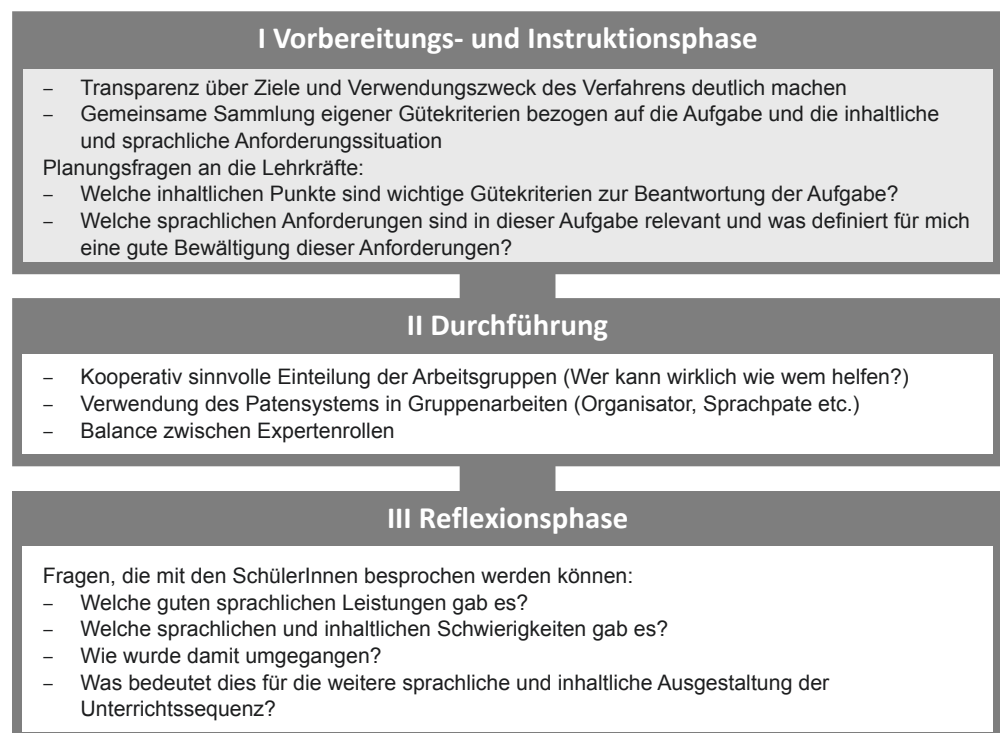 I Vorbereitungs- und Instruktionsphase
– Transparenz über Ziele und Verwendungszweck des Verfahrens deutlich machen
– Gemeinsame Sammlung eigener Gütekriterien bezogen auf die Aufgabe und die inhaltliche
und sprachliche Anforderungssituation
Planungsfragen an die Lehrkräfte:
– Welche inhaltlichen Punkte sind wichtige Gütekriterien zur Beantwortung der Aufgabe?
– Welche sprachlichen Anforderungen sind in dieser Aufgabe relevant und was definiert für mich
eine gute Bewältigung dieser Anforderungen?
II Durchführung
– Kooperativ sinnvolle Einteilung der Arbeitsgruppen (Wer kann wirklich wie wem helfen?)
– Verwendung des Patensystems in Gruppenarbeiten (Organisator, Sprachpate etc.)
– Balance zwischen Expertenrollen
III Reflexionsphase
Fragen, die mit den SchülerInnen besprochen werden können:
– Welche guten sprachlichen Leistungen gab es?
– Welche sprachlichen und inhaltlichen Schwierigkeiten gab es?
– Wie wurde damit umgegangen?
– Was bedeutet dies für die weitere sprachliche und inhaltliche Ausgestaltung der
Unterrichtssequenz?